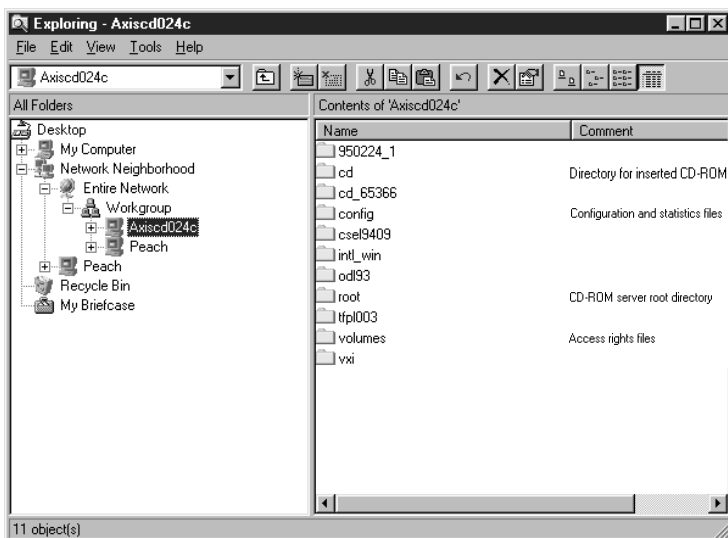 Exploring - Axiscd024c
File Edit View Tools Help
Axiscd024c
All Folders
Contents of 'Axiscd024c'
Desktop
My Computer
Network Neighborhood
Entire Network
Workgroup
Axiscd024c
Peach
Peach
Recycle Bin
My Briefcase
Name Comment
950224_1
cd Directory for inserted CD-ROM
cd_65366
config Configuration and statistics files
csel9409
intl_win
odl93
root CD-ROM server root directory
tfpl003
volumes Access rights files
vxi
11 object(s)